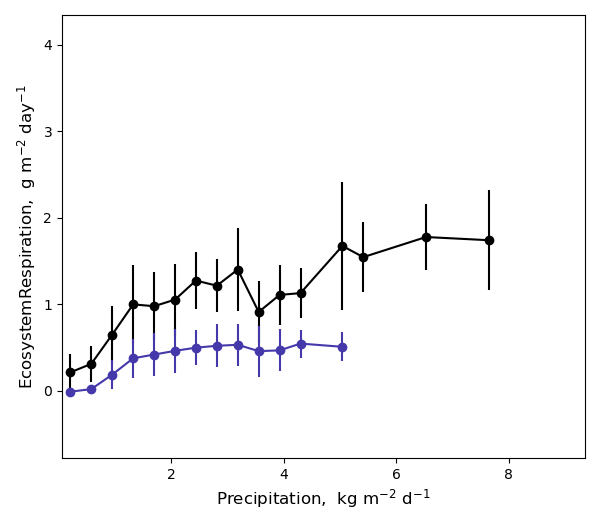 4
3
2
1
0
EcosystemRespiration, g m⁻² day⁻¹
2 4 6 8
Precipitation, kg m⁻² d⁻¹